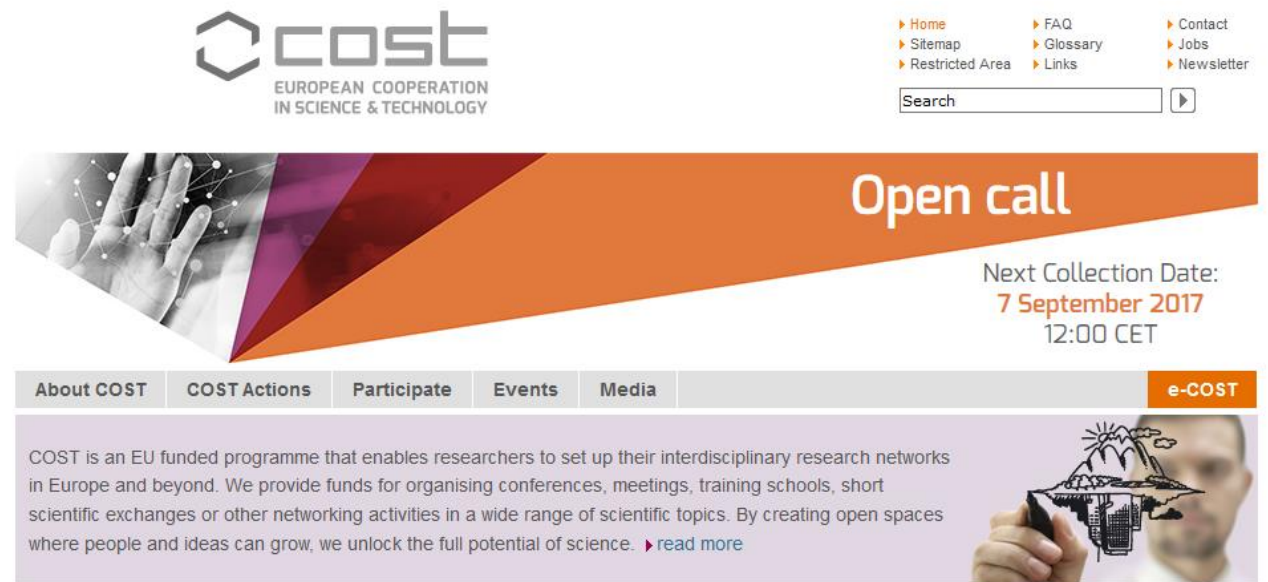 cost
EUROPEAN COOPERATION
IN SCIENCE & TECHNOLOGY
Home
FAQ
Contact
Sitemap
Glossary
Jobs
Restricted Area
Links
Newsletter
Search
Open call
Next Collection Date:
7 September 2017
12:00 CET
About COST
COST Actions
Participate
Events
Media
e-COST
COST is an EU funded programme that enables researchers to set up their interdisciplinary research networks
in Europe and beyond. We provide funds for organising conferences, meetings, training schools, short
scientific exchanges or other networking activities in a wide range of scientific topics. By creating open spaces
where people and ideas can grow, we unlock the full potential of science. read more